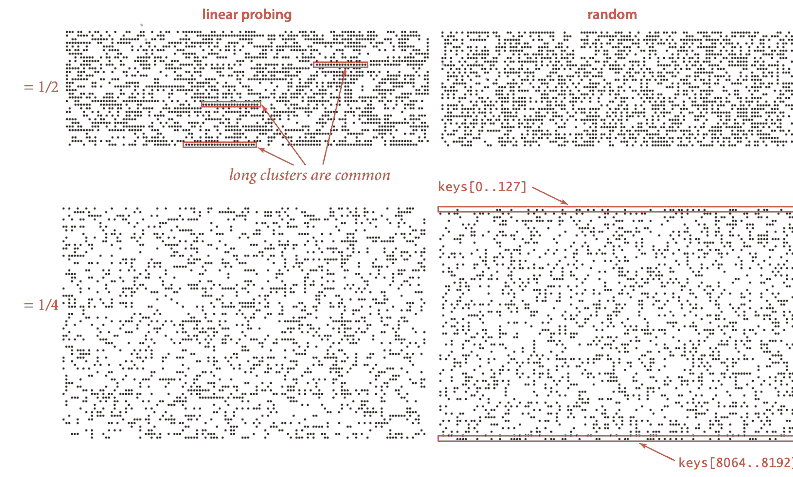 linear probing
random
= 1/2
long clusters are common
keys[0..127]
= 1/4
keys[8064..8192]